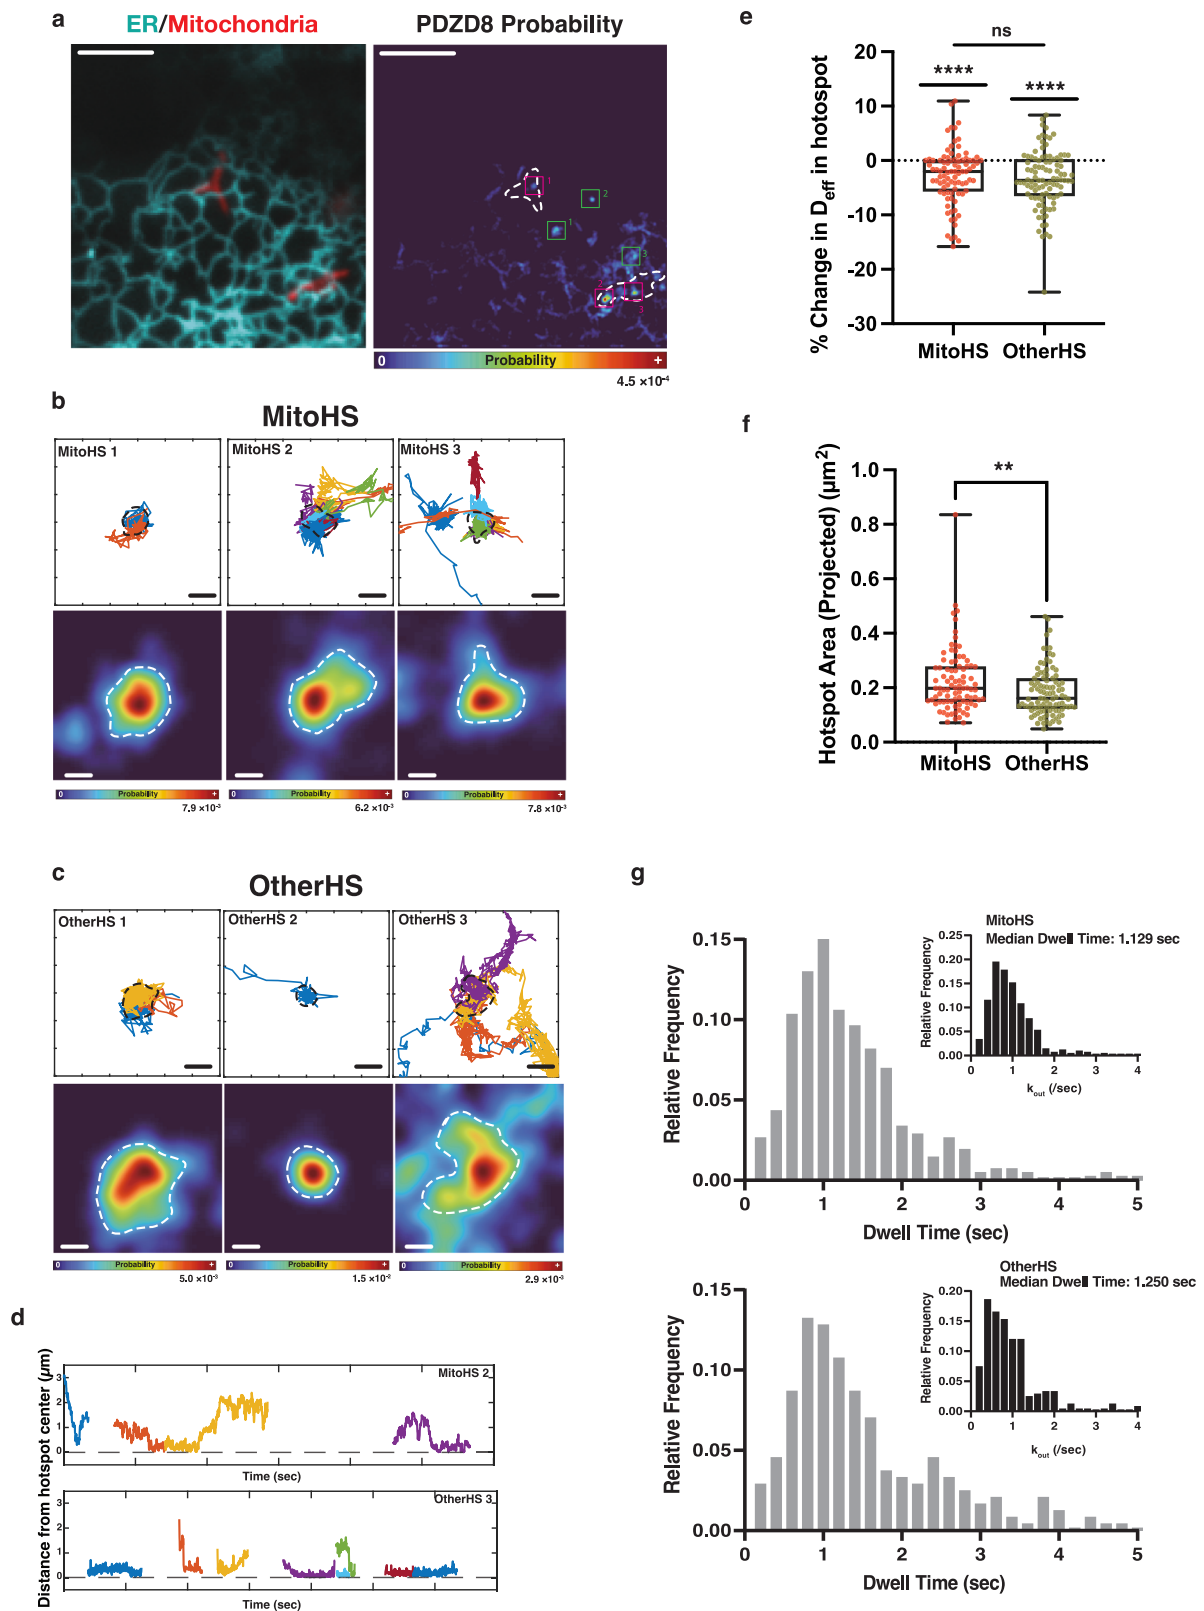 a
ER/Mitochondria
PDZD8 Probability
1
2
1
3
2
3
0 Probability +
4.5 ×10⁻⁴
b
MitoHS
MitoHS 1
MitoHS 2
MitoHS 3
0 Probability +
7.9 ×10⁻³
0 Probability +
6.2 ×10⁻³
0 Probability +
7.8 ×10⁻³
c
OtherHS
OtherHS 1
OtherHS 2
OtherHS 3
0 Probability +
5.0 ×10⁻³
0 Probability +
1.5 ×10⁻²
0 Probability +
2.9 ×10⁻³
d
Distance from hotspot center (µm)
MitoHS 2
3
2
1
0
Time (sec)
OtherHS 3
3
2
1
0
Time (sec)
e
% Change in Deff in hotospot
ns
****
****
20
10
0
-10
-20
-30
MitoHS OtherHS
f
Hotspot Area (Projected) (µm²)
**
1.0
0.8
0.6
0.4
0.2
0.0
MitoHS OtherHS
g
Relative Frequency
0.15
0.10
0.05
0.00
0 1 2 3 4 5
Dwell Time (sec)
MitoHS
Median Dwell Time: 1.129 sec
Relative Frequency
0.25
0.20
0.15
0.10
0.05
0.00
0 1 2 3 4
kout (/sec)
Relative Frequency
0.15
0.10
0.05
0.00
0 1 2 3 4 5
Dwell Time (sec)
OtherHS
Median Dwell Time: 1.250 sec
Relative Frequency
0.20
0.15
0.10
0.05
0.00
0 1 2 3 4
kout (/sec)